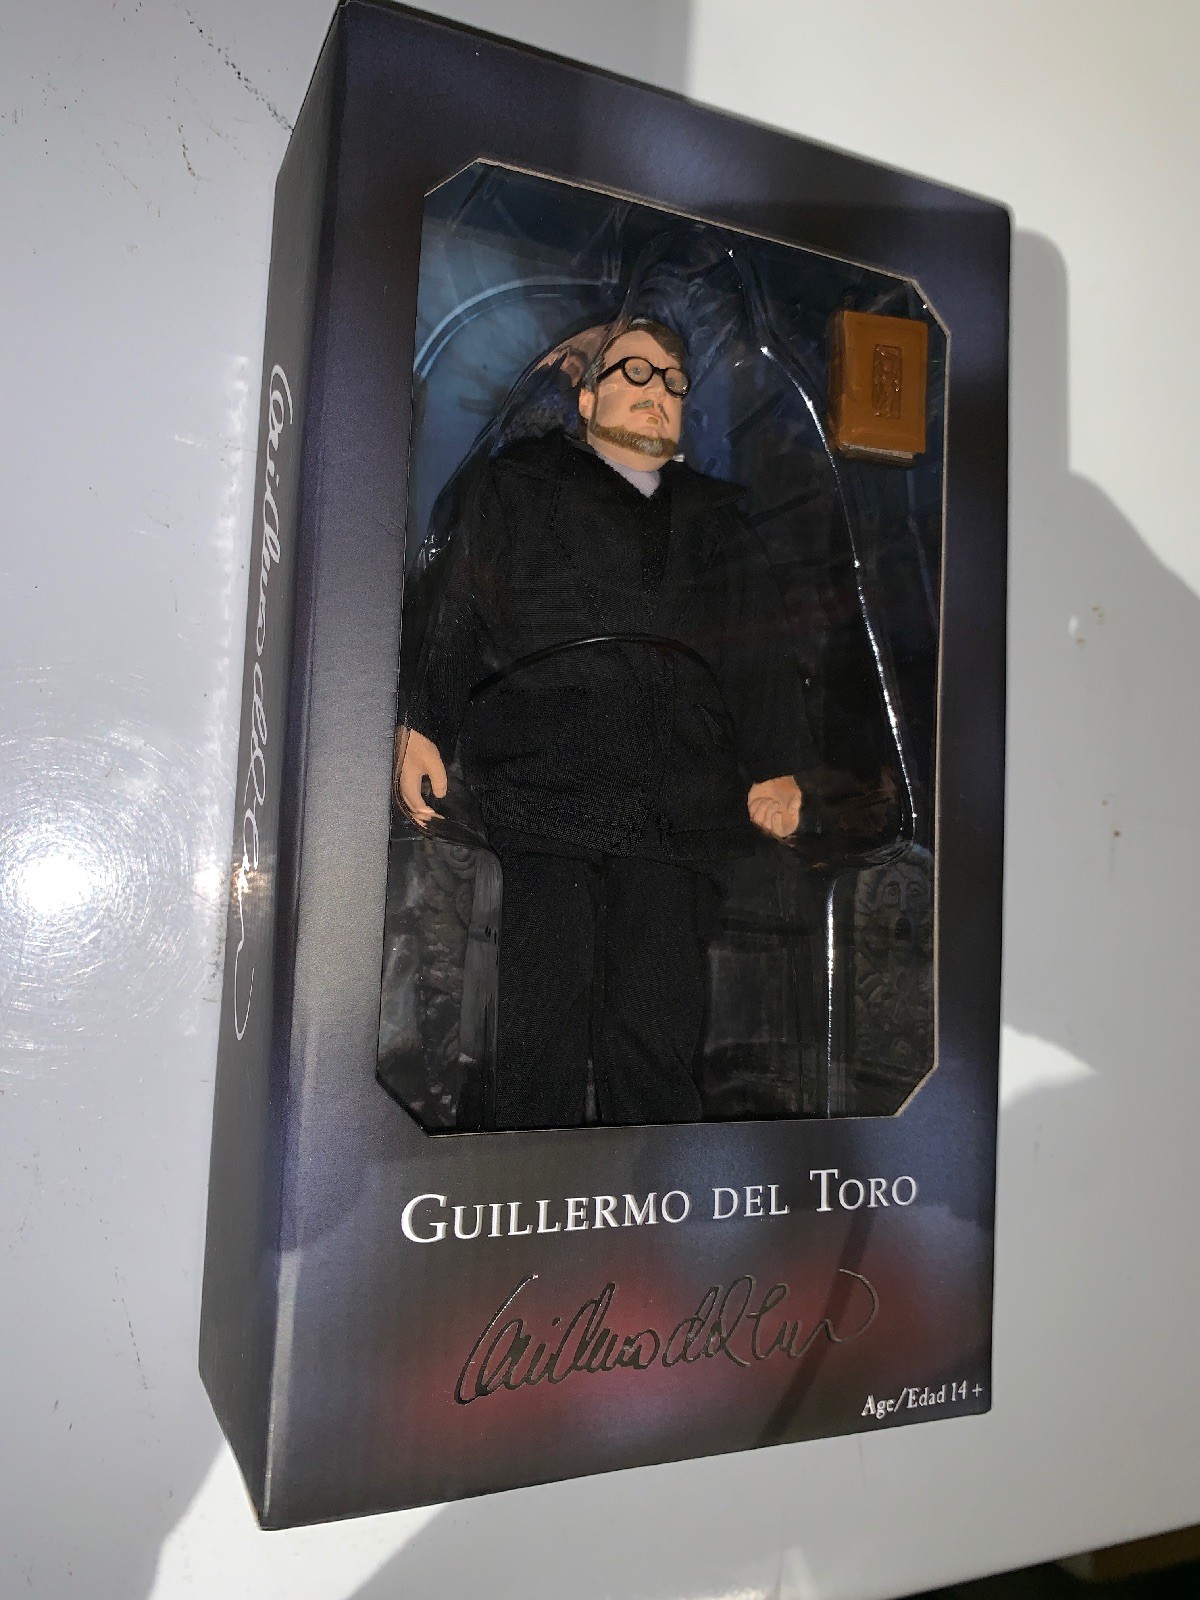 Guillermo del Toro
GUILLERMO DEL TORO
Guillermo del Toro
Age/Edad 14+